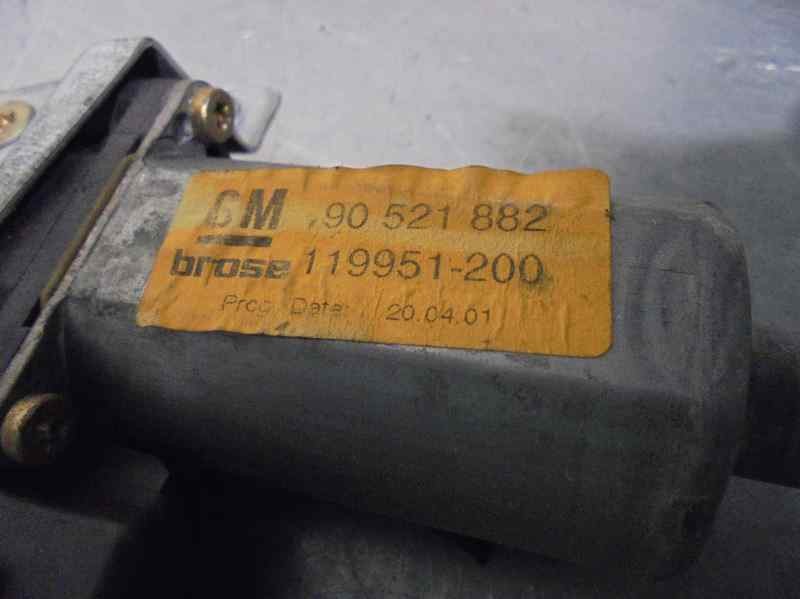 GM 90 521 882
brose 119951-200
Prod. Date: 20.04.01